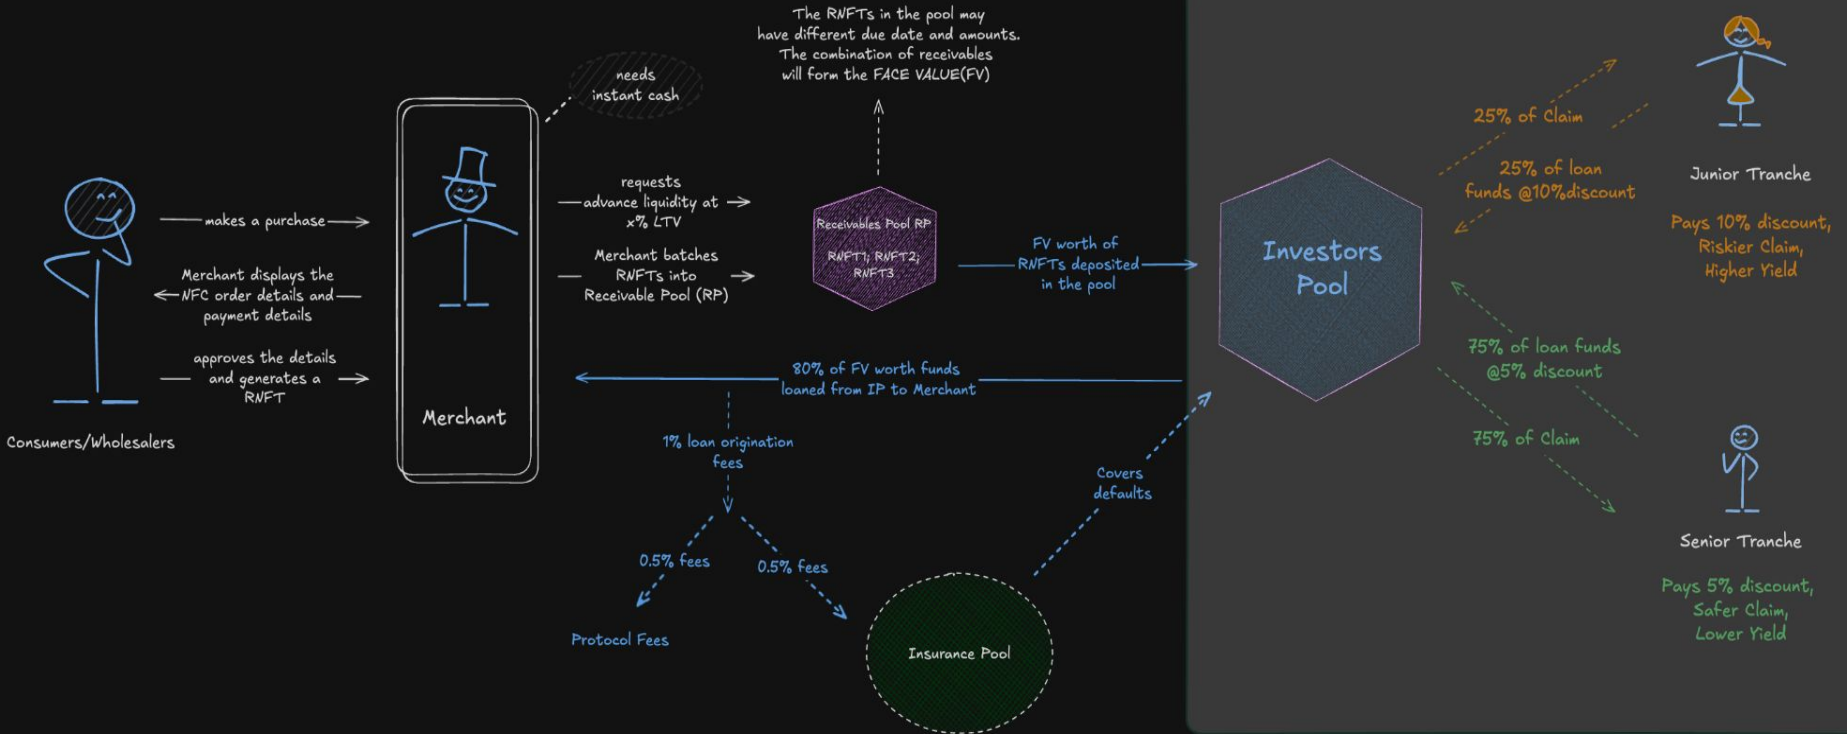 The RNFTs in the pool may
have different due date and amounts.
The combination of receivables
will form the FACE VALUE(FV)
needs
instant cash
makes a purchase
Merchant displays the
NFC order details and
payment details
approves the details
and generates a
RNFT
Consumers/Wholesalers
Merchant
requests
advance liquidity at
x% LTV
Merchant batches
RNFTs into
Receivable Pool (RP)
Receivables Pool RP
RNFT1; RNFT2;
RNFT3
FV worth of
RNFTs deposited
in the pool
80% of FV worth funds
loaned from IP to Merchant
1% loan origination
fees
0.5% fees
0.5% fees
Protocol Fees
Insurance Pool
Covers
defaults
Investors
Pool
25% of Claim
25% of loan
funds @10%discount
Junior Tranche
Pays 10% discount,
Riskier Claim,
Higher Yield
75% of loan funds
@5% discount
75% of Claim
Senior Tranche
Pays 5% discount,
Safer Claim,
Lower Yield